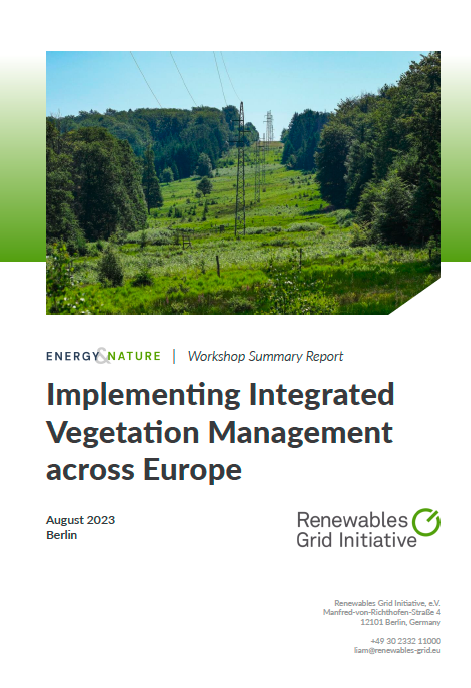 ENERGY&NATURE | Workshop Summary Report
Implementing Integrated
Vegetation Management
across Europe
August 2023
Berlin
Renewables
Grid Initiative
Renewables Grid Initiative, e.V.
Manfred-von-Richthofen-Straße 4
12101 Berlin, Germany
+49 30 2332 11000
liam@renewables-grid.eu